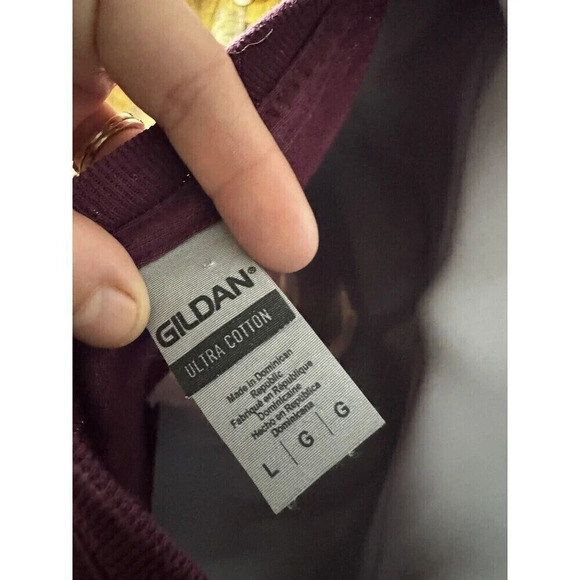 GILDAN®
ULTRA COTTON
Made in Dominican
Republic
Fabriqué en République
Dominicaine
Hecho en República
Dominicana
L | G | G